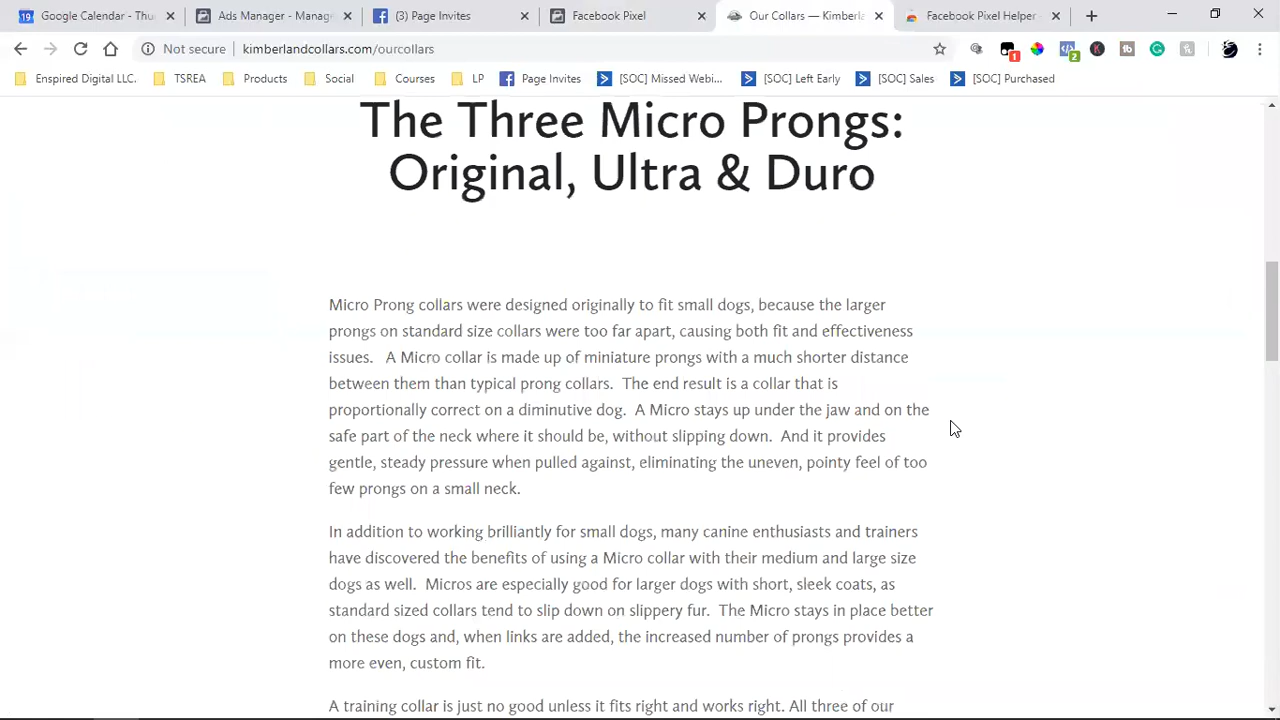 Google Calendar - Thu
Ads Manager - Manag
(3) Page Invites
Facebook Pixel
Our Collars — Kimberl
Facebook Pixel Helper -
Not secure
kimberlandcollars.com/ourcollars
1
2
Enspired Digital LLC.
TSREA
Products
Social
Courses
LP
Page Invites
[SOC] Missed Webi...
[SOC] Left Early
[SOC] Sales
[SOC] Purchased
The Three Micro Prongs:
Original, Ultra & Duro
Micro Prong collars were designed originally to fit small dogs, because the larger
prongs on standard size collars were too far apart, causing both fit and effectiveness
issues. A Micro collar is made up of miniature prongs with a much shorter distance
between them than typical prong collars. The end result is a collar that is
proportionally correct on a diminutive dog. A Micro stays up under the jaw and on the
safe part of the neck where it should be, without slipping down. And it provides
gentle, steady pressure when pulled against, eliminating the uneven, pointy feel of too
few prongs on a small neck.
In addition to working brilliantly for small dogs, many canine enthusiasts and trainers
have discovered the benefits of using a Micro collar with their medium and large size
dogs as well. Micros are especially good for larger dogs with short, sleek coats, as
standard sized collars tend to slip down on slippery fur. The Micro stays in place better
on these dogs and, when links are added, the increased number of prongs provides a
more even, custom fit.
A training collar is just no good unless it fits right and works right. All three of our